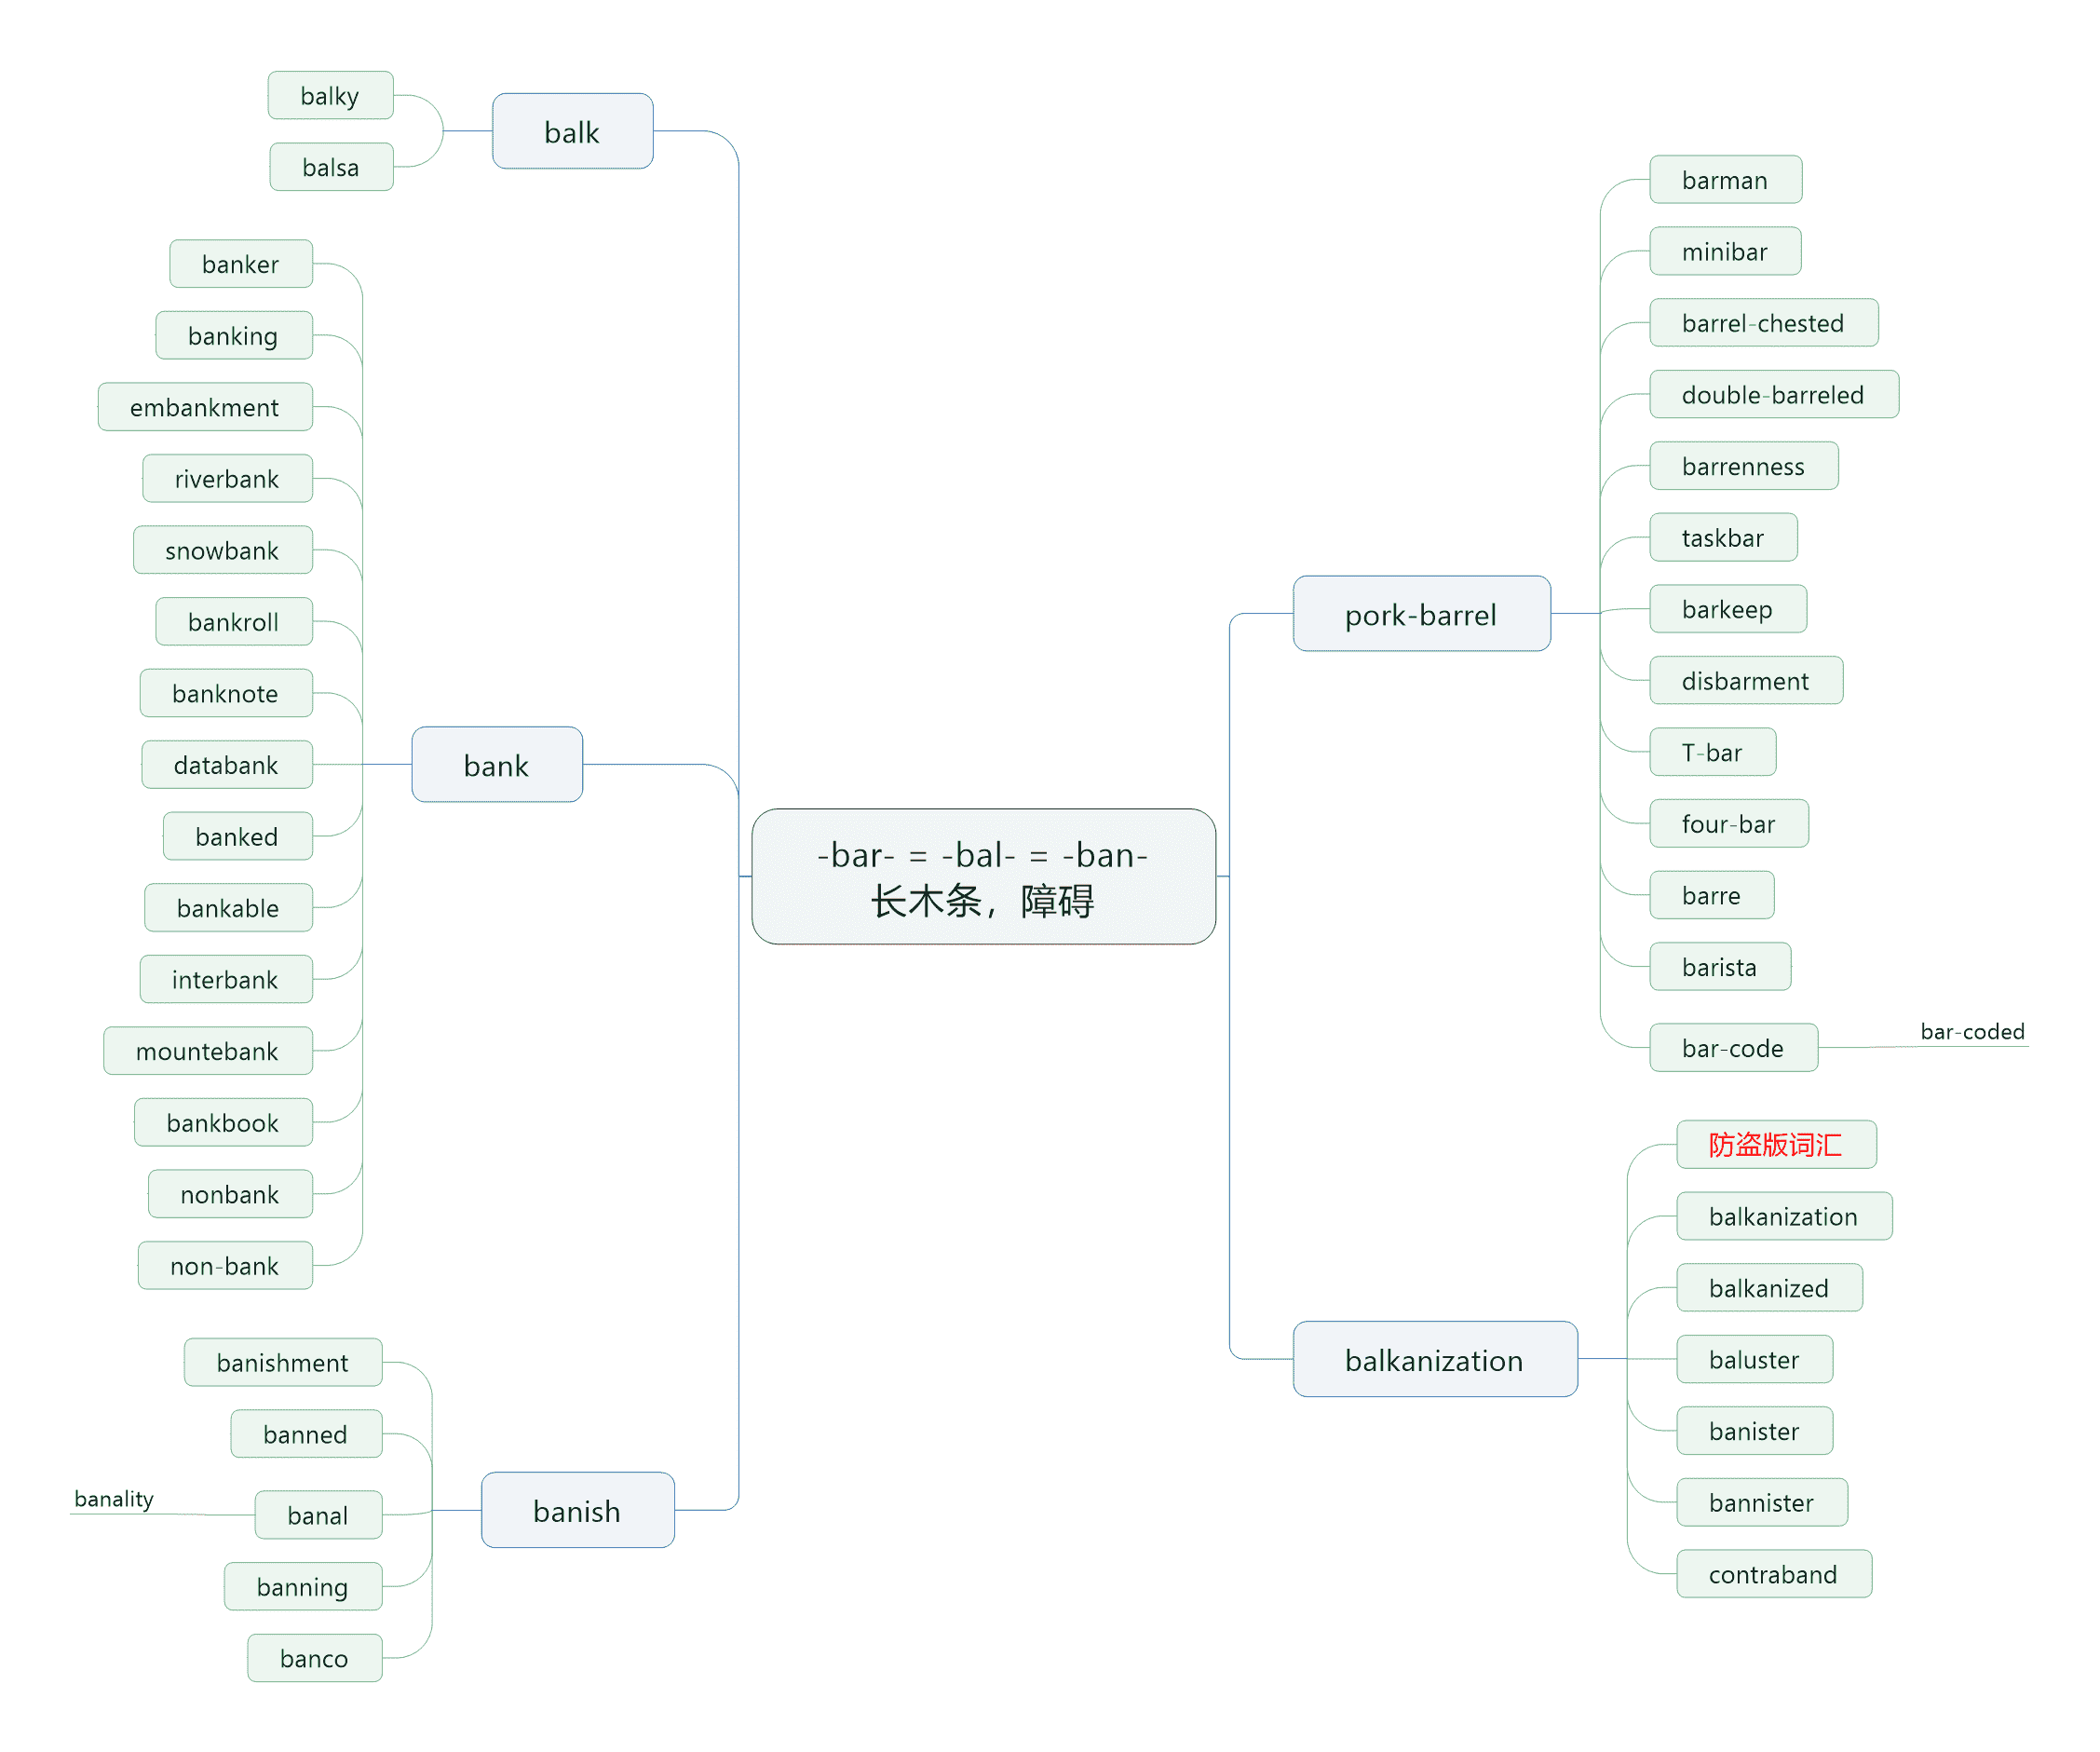 -bar- = -bal- = -ban-
长木条，障碍
pork-barrel
barman
minibar
barrel-chested
double-barreled
barrenness
taskbar
barkeep
disbarment
T-bar
four-bar
barre
barista
bar-code
bar-coded
balkanization
防盗版词汇
balkanization
balkanized
baluster
banister
bannister
contraband
balk
balky
balsa
bank
banker
banking
embankment
riverbank
snowbank
bankroll
banknote
databank
banked
bankable
interbank
mountebank
bankbook
nonbank
non-bank
banish
banishment
banned
banal
banality
banning
banco